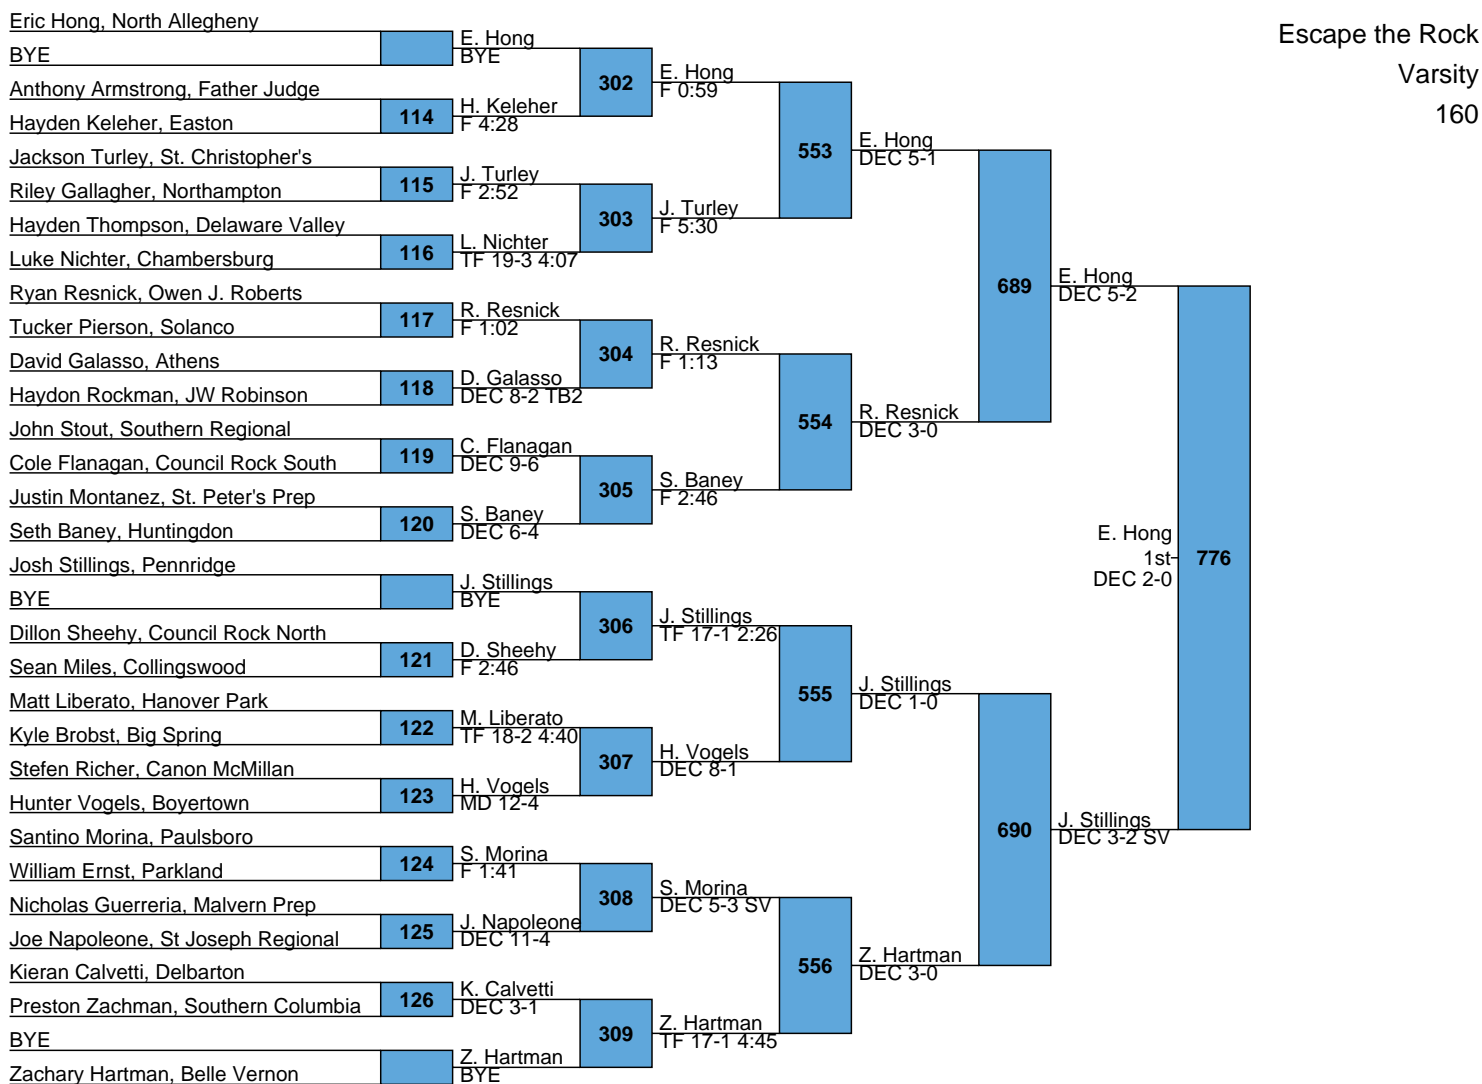 Escape the Rock
Varsity
160
Eric Hong, North Allegheny
BYE
Anthony Armstrong, Father Judge
Hayden Keleher, Easton
Jackson Turley, St. Christopher's
Riley Gallagher, Northampton
Hayden Thompson, Delaware Valley
Luke Nichter, Chambersburg
Ryan Resnick, Owen J. Roberts
Tucker Pierson, Solanco
David Galasso, Athens
Haydon Rockman, JW Robinson
John Stout, Southern Regional
Cole Flanagan, Council Rock South
Justin Montanez, St. Peter's Prep
Seth Baney, Huntingdon
Josh Stillings, Pennridge
BYE
Dillon Sheehy, Council Rock North
Sean Miles, Collingswood
Matt Liberato, Hanover Park
Kyle Brobst, Big Spring
Stefen Richer, Canon McMillan
Hunter Vogels, Boyertown
Santino Morina, Paulsboro
William Ernst, Parkland
Nicholas Guerreria, Malvern Prep
Joe Napoleone, St Joseph Regional
Kieran Calvetti, Delbarton
Preston Zachman, Southern Columbia
BYE
Zachary Hartman, Belle Vernon
114
115
116
117
118
119
120
121
122
123
124
125
126
E. Hong
BYE
H. Keleher
F 4:28
J. Turley
F 2:52
L. Nichter
TF 19-3 4:07
R. Resnick
F 1:02
D. Galasso
DEC 8-2 TB2
C. Flanagan
DEC 9-6
S. Baney
DEC 6-4
J. Stillings
BYE
D. Sheehy
F 2:46
M. Liberato
TF 18-2 4:40
H. Vogels
MD 12-4
S. Morina
F 1:41
J. Napoleone
DEC 11-4
K. Calvetti
DEC 3-1
Z. Hartman
BYE
302
303
304
305
306
307
308
309
E. Hong
F 0:59
J. Turley
F 5:30
R. Resnick
F 1:13
S. Baney
F 2:46
J. Stillings
TF 17-1 2:26
H. Vogels
DEC 8-1
S. Morina
DEC 5-3 SV
Z. Hartman
TF 17-1 4:45
553
554
555
556
E. Hong
DEC 5-1
R. Resnick
DEC 3-0
J. Stillings
DEC 1-0
Z. Hartman
DEC 3-0
689
690
E. Hong
DEC 5-2
J. Stillings
DEC 3-2 SV
E. Hong
1st
DEC 2-0
776